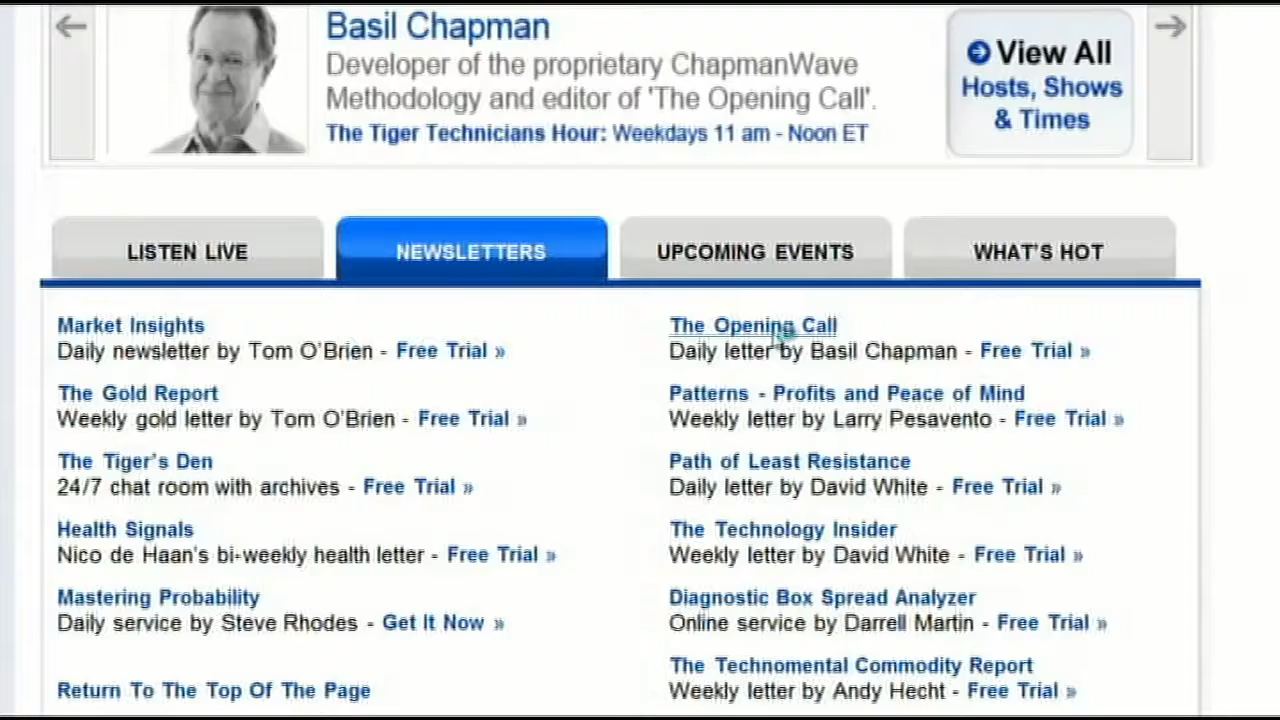 Basil Chapman
Developer of the proprietary ChapmanWave
Methodology and editor of 'The Opening Call'.
The Tiger Technicians Hour: Weekdays 11 am - Noon ET
View All
Hosts, Shows
& Times
LISTEN LIVE
NEWSLETTERS
UPCOMING EVENTS
WHAT'S HOT
Market Insights
Daily newsletter by Tom O'Brien - Free Trial »
The Gold Report
Weekly gold letter by Tom O'Brien - Free Trial »
The Tiger's Den
24/7 chat room with archives - Free Trial »
Health Signals
Nico de Haan's bi-weekly health letter - Free Trial »
Mastering Probability
Daily service by Steve Rhodes - Get It Now »
Return To The Top Of The Page
The Opening Call
Daily letter by Basil Chapman - Free Trial »
Patterns - Profits and Peace of Mind
Weekly letter by Larry Pesavento - Free Trial »
Path of Least Resistance
Daily letter by David White - Free Trial »
The Technology Insider
Weekly letter by David White - Free Trial »
Diagnostic Box Spread Analyzer
Online service by Darrell Martin - Free Trial »
The Technomental Commodity Report
Weekly letter by Andy Hecht - Free Trial »